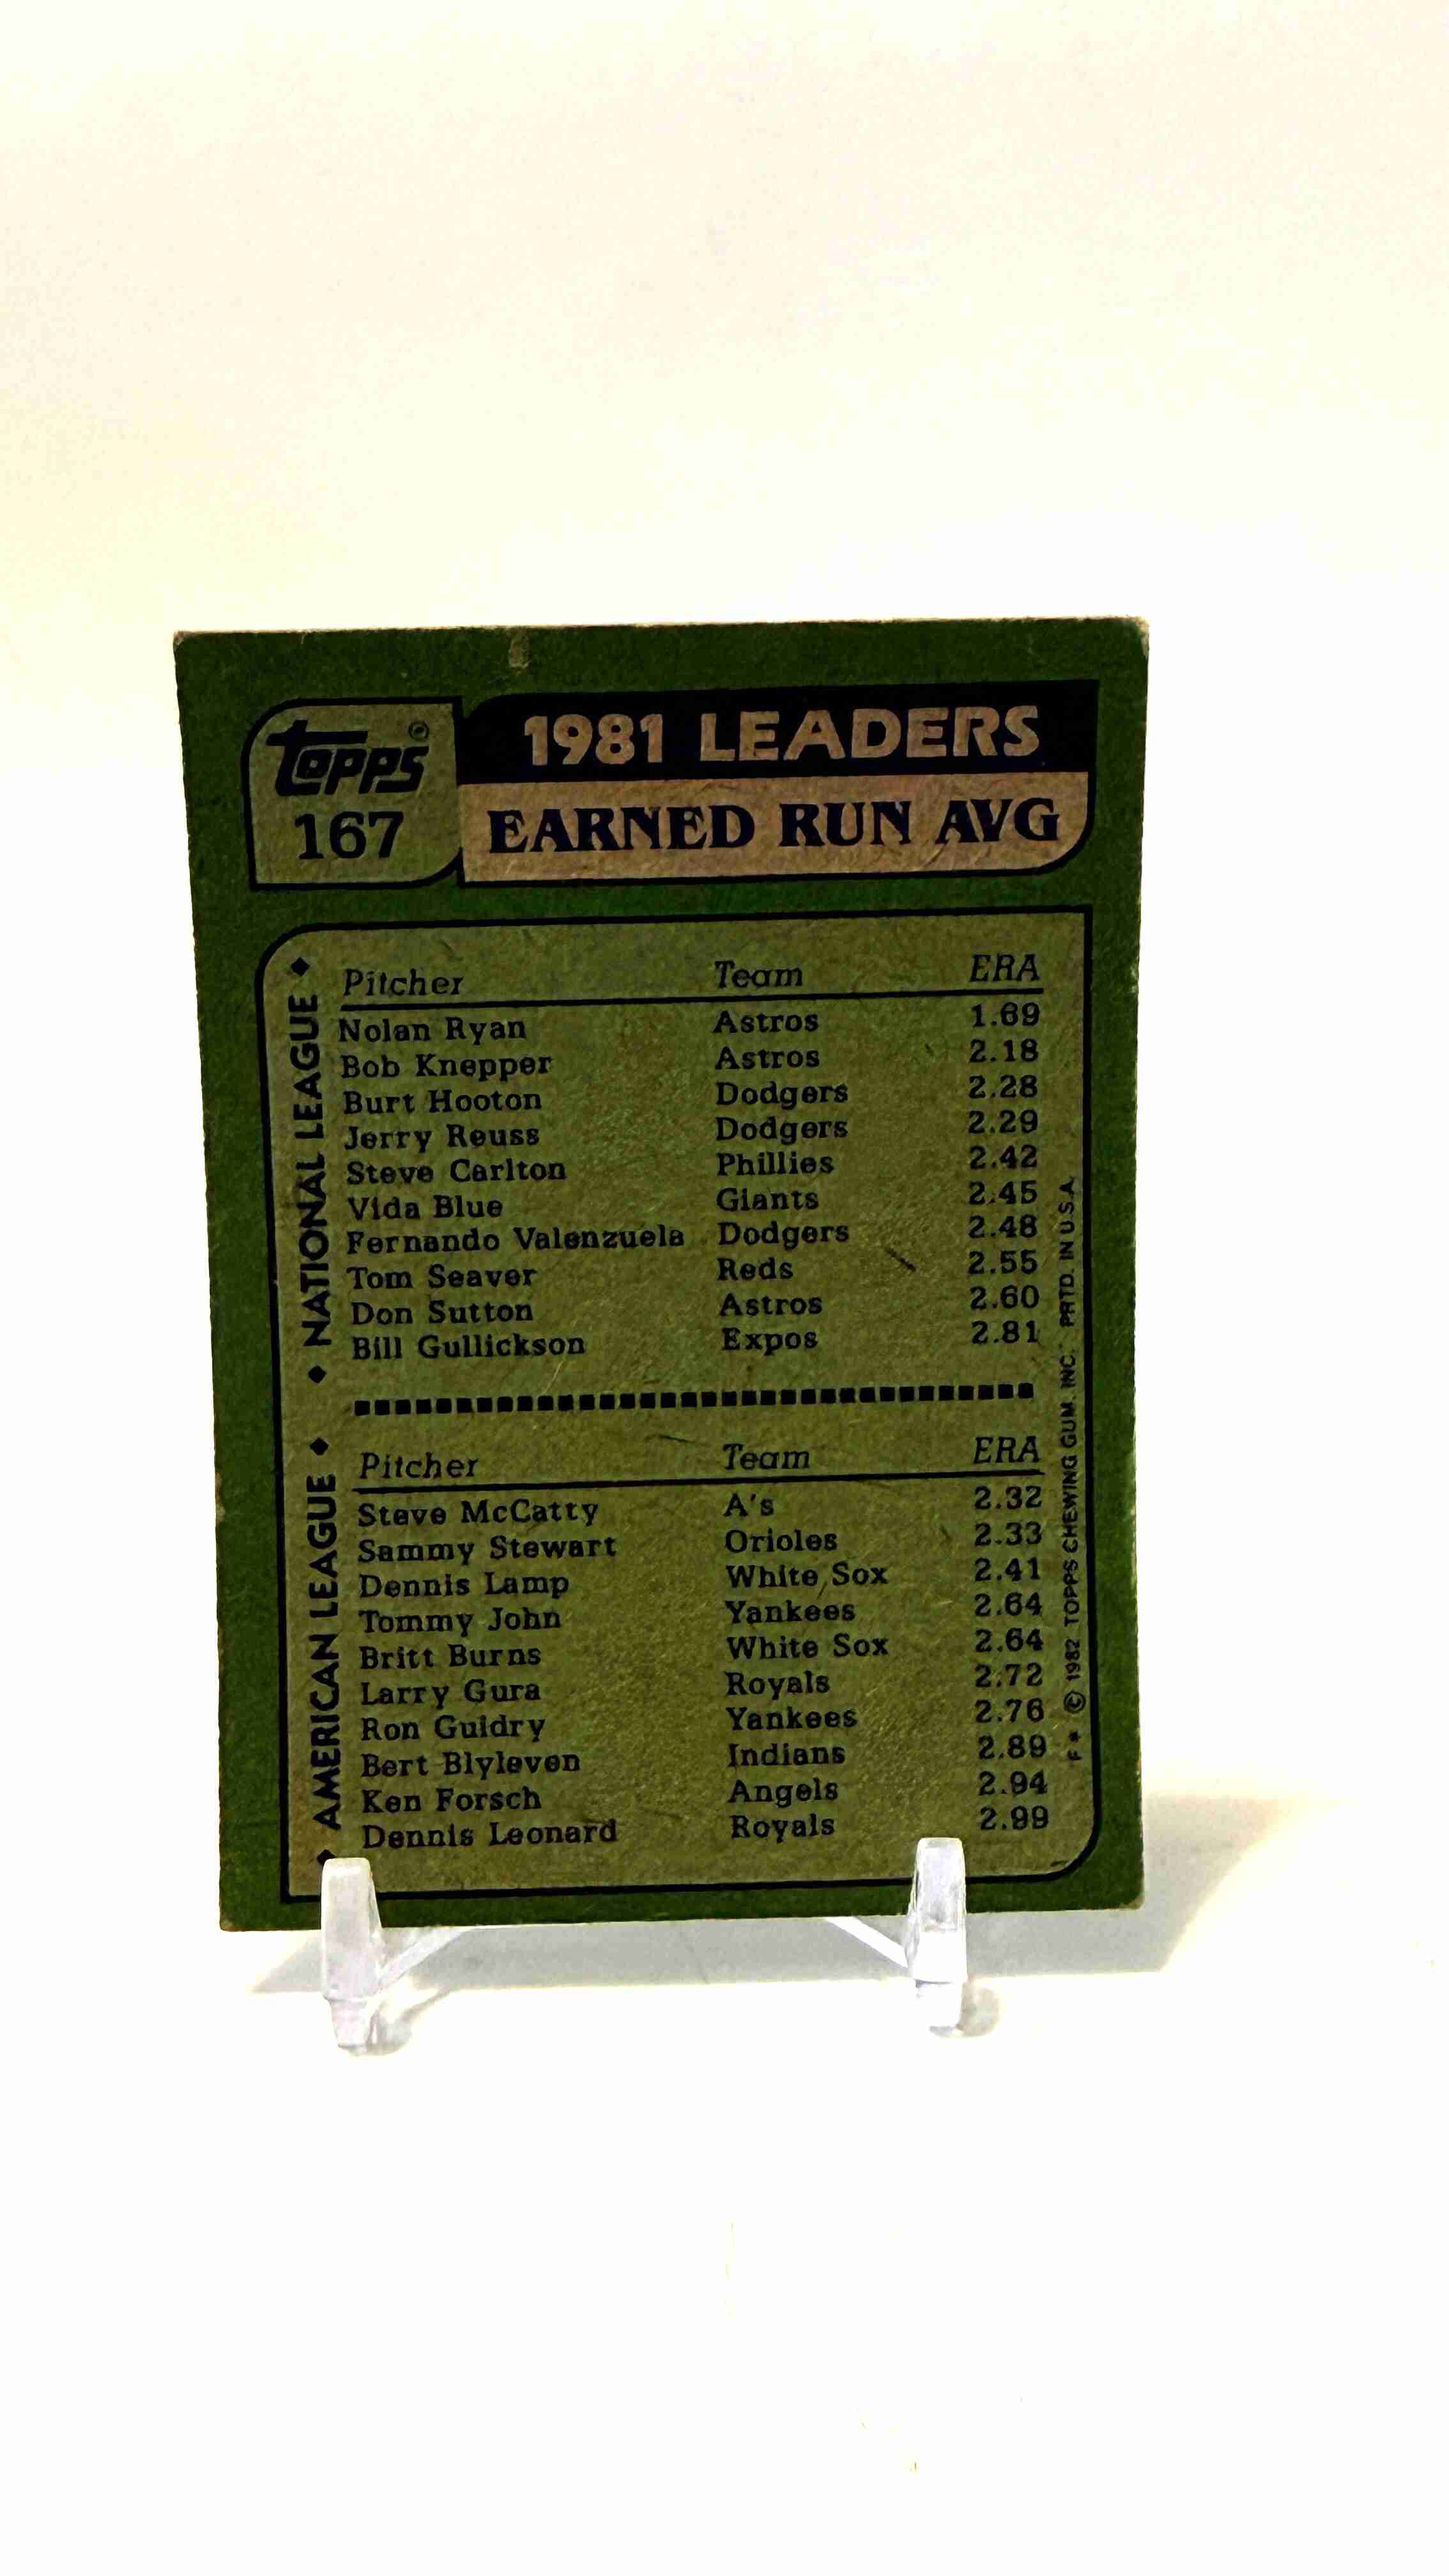 topps®
167
1981 LEADERS
EARNED RUN AVG
◆ NATIONAL LEAGUE ◆
Pitcher Team ERA
Nolan Ryan Astros 1.69
Bob Knepper Astros 2.18
Burt Hooton Dodgers 2.28
Jerry Reuss Dodgers 2.29
Steve Carlton Phillies 2.42
Vida Blue Giants 2.45
Fernando Valenzuela Dodgers 2.48
Tom Seaver Reds 2.55
Don Sutton Astros 2.60
Bill Gullickson Expos 2.81
◆ AMERICAN LEAGUE ◆
Pitcher Team ERA
Steve McCatty A's 2.32
Sammy Stewart Orioles 2.33
Dennis Lamp White Sox 2.41
Tommy John Yankees 2.64
Britt Burns White Sox 2.64
Larry Gura Royals 2.72
Ron Guidry Yankees 2.76
Bert Blyleven Indians 2.89
Ken Forsch Angels 2.94
Dennis Leonard Royals 2.99
F* © 1982 TOPPS CHEWING GUM. INC. PRTD. IN U.S.A.